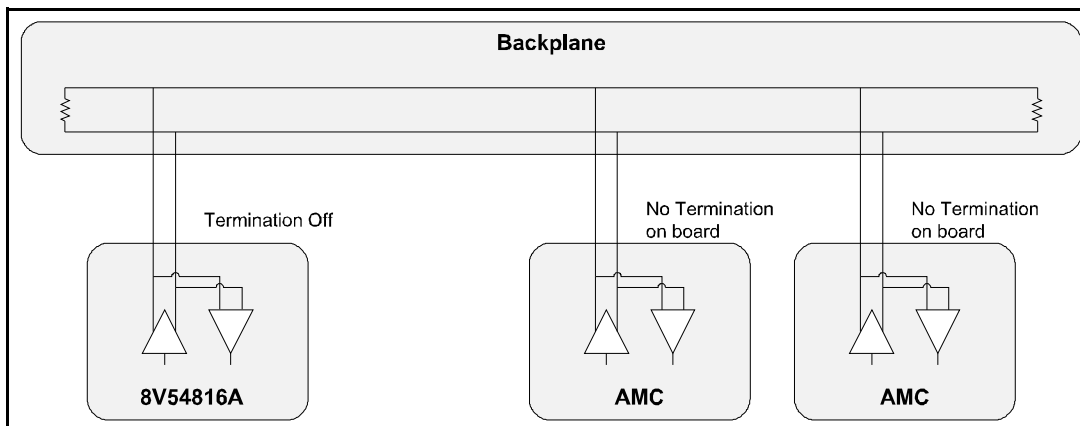 Backplane
Termination Off
No Termination
on board
No Termination
on board
8V54816A
AMC
AMC